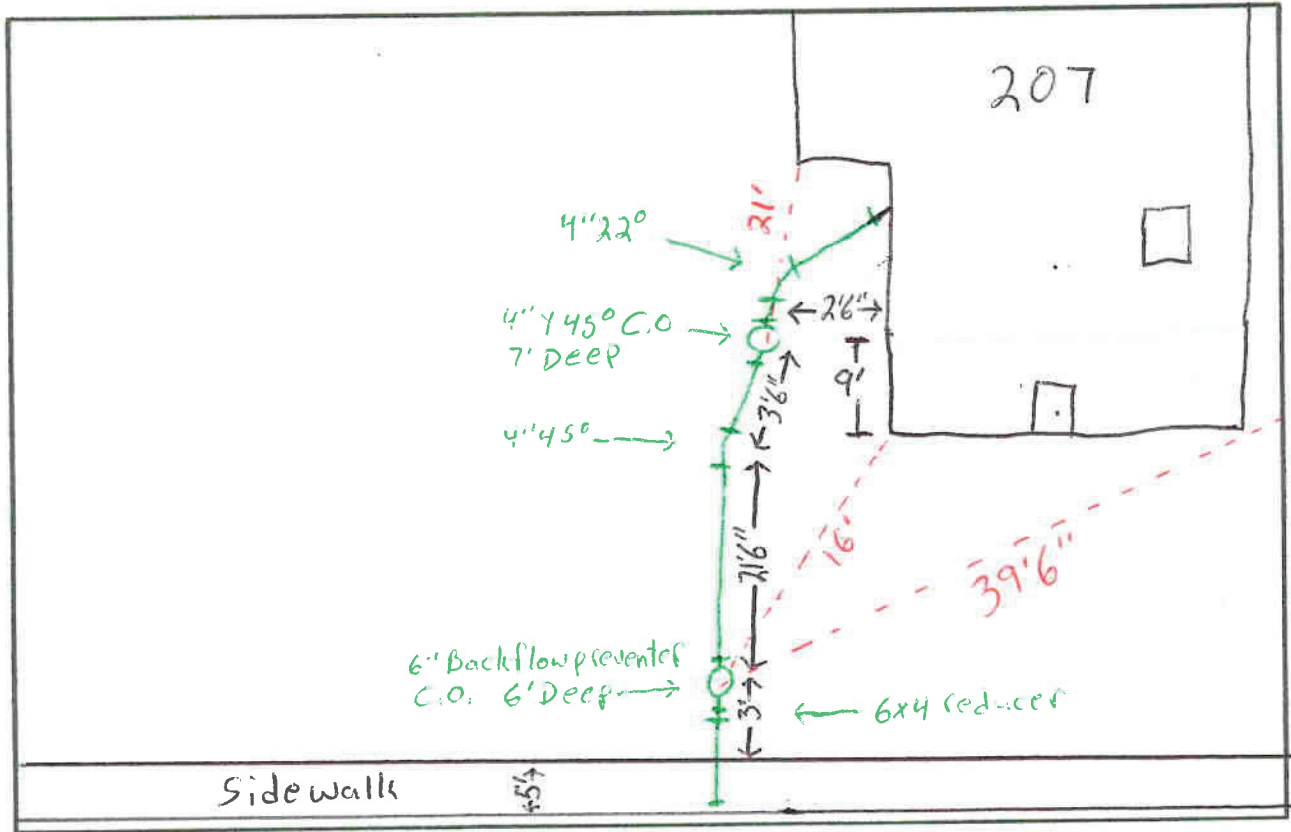 207
4"22°
21'
4" Y 45° C.O
7' Deep
2'6"
9'
3'6"
4" 45°
21'6"
16'
39'6"
6" Backflow preventer
C.O. 6' Deep
3'
6x4 reducer
Sidewalk
5'